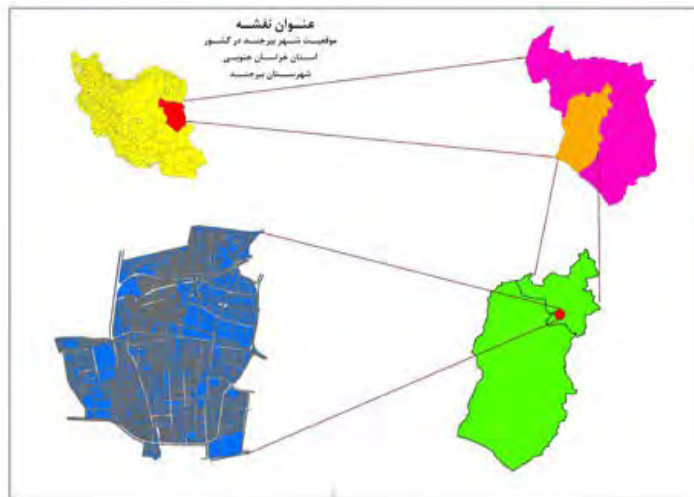 عنوان نقشه
موقعیت شهر بیرجند در کشور
استان خراسان جنوبی
شهرستان بیرجند